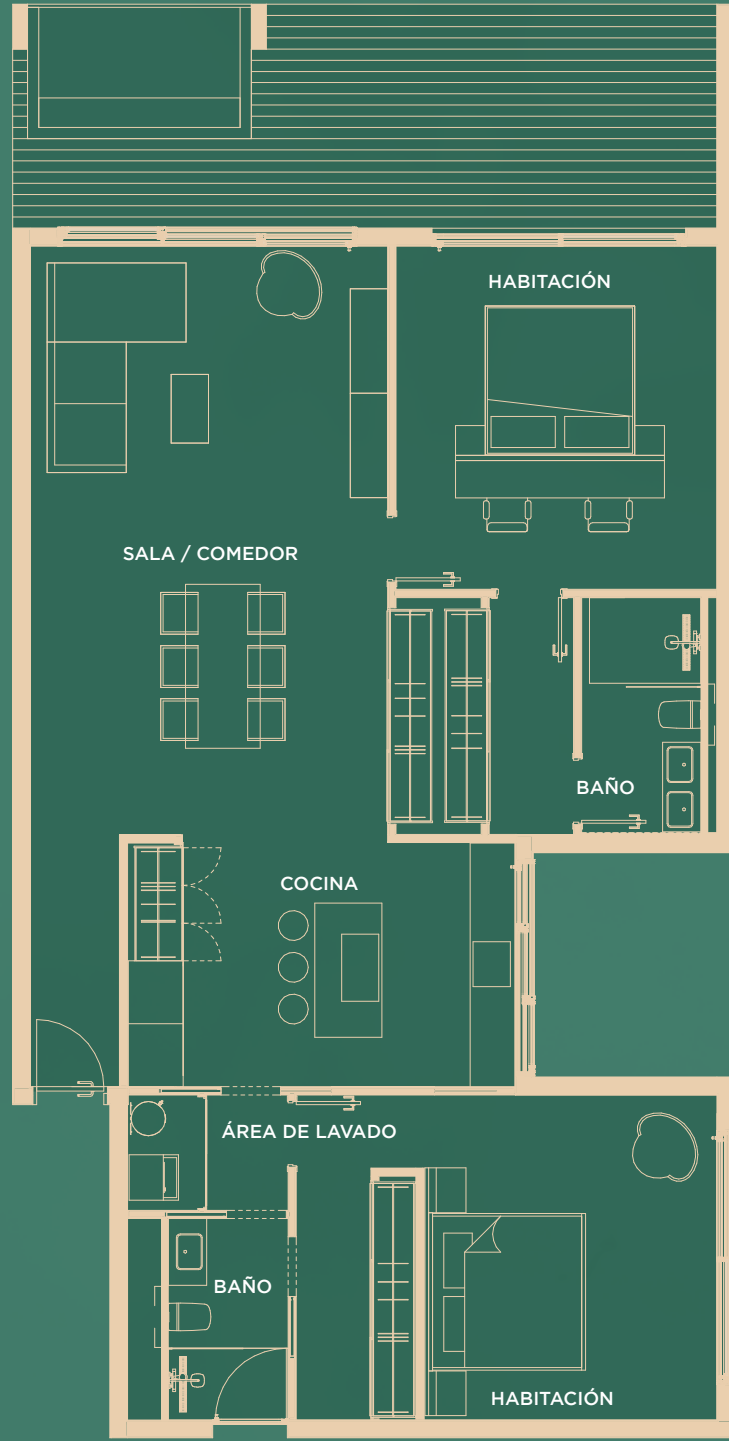 HABITACIÓN
SALA / COMEDOR
BAÑO
COCINA
ÁREA DE LAVADO
BAÑO
HABITACIÓN